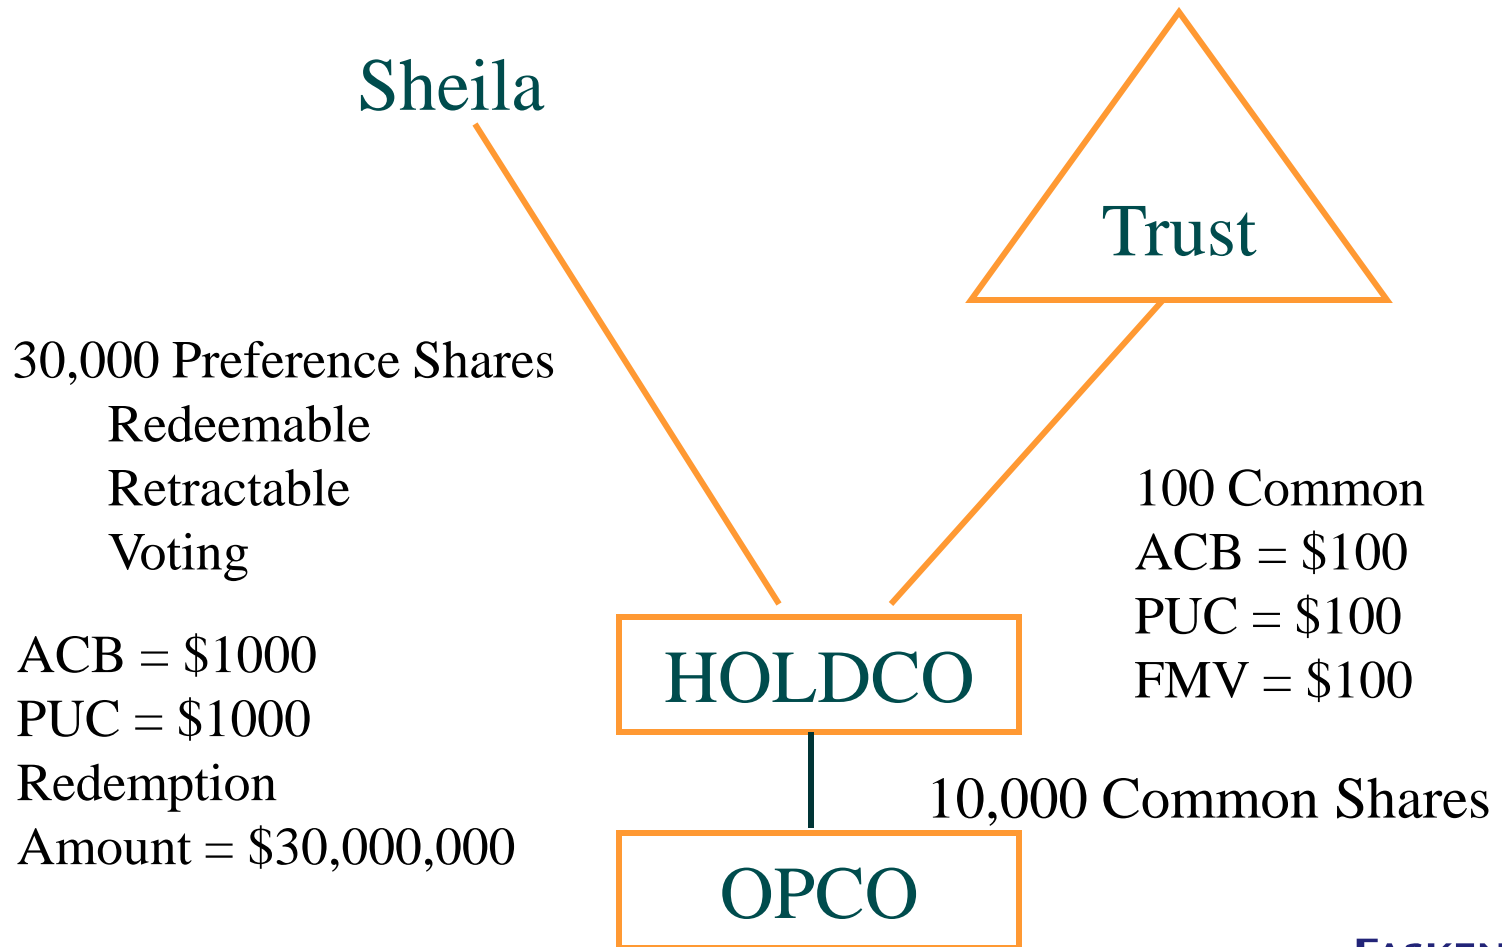 Sheila
Trust
30,000 Preference Shares
Redeemable
Retractable
Voting
ACB = $1000
PUC = $1000
Redemption
Amount = $30,000,000
100 Common
ACB = $100
PUC = $100
FMV = $100
HOLDCO
10,000 Common Shares
OPCO
FASKEN